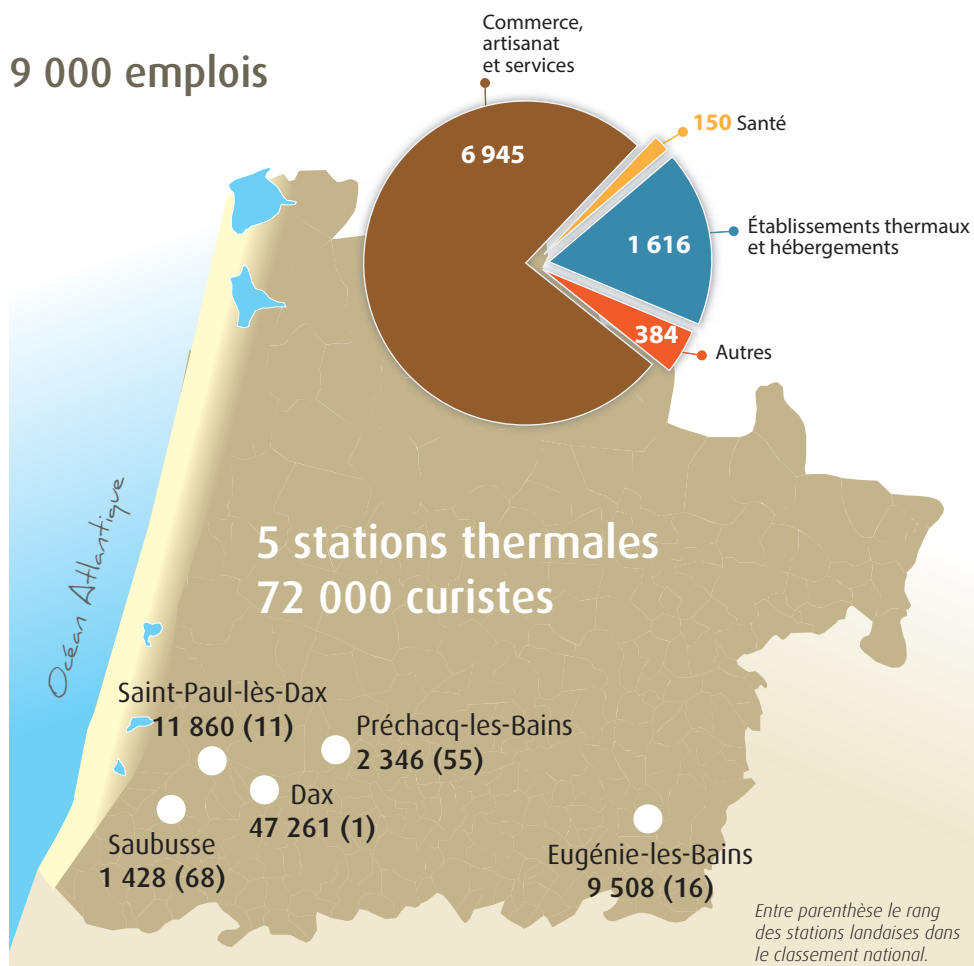 9 000 emplois
Commerce,
artisanat
et services
6 945
150 Santé
1 616
Établissements thermaux
et hébergements
384
Autres
Océan Atlantique
5 stations thermales
72 000 curistes
Saint-Paul-lès-Dax
11 860 (11)
Préchacq-les-Bains
2 346 (55)
Dax
47 261 (1)
Saubusse
1 428 (68)
Eugénie-les-Bains
9 508 (16)
Entre parenthèse le rang
des stations landaises dans
le classement national.